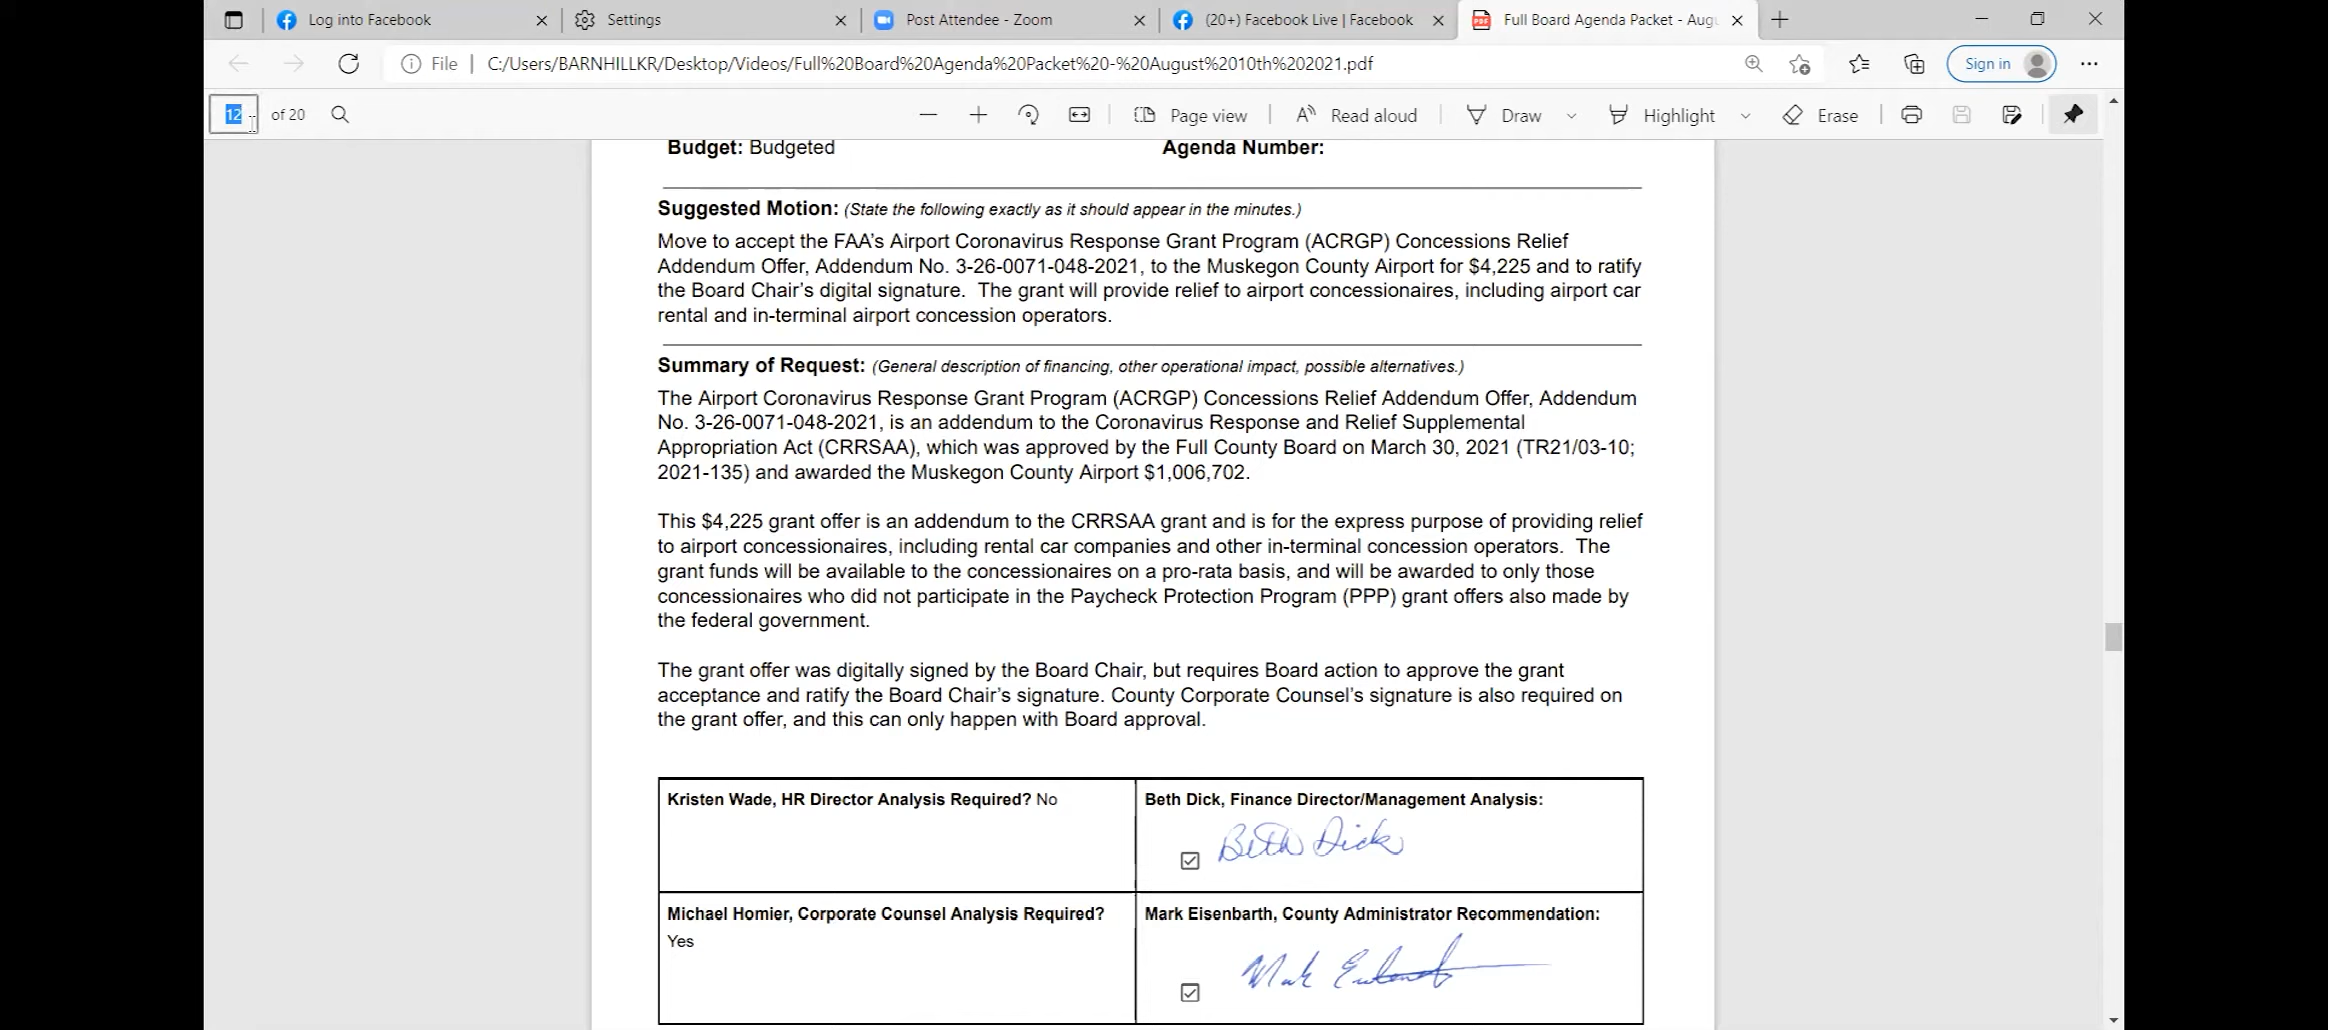 Log into Facebook
Settings
Post Attendee - Zoom
(20+) Facebook Live | Facebook
Full Board Agenda Packet - Aug
File
C:/Users/BARNHILLKR/Desktop/Videos/Full%20Board%20Agenda%20Packet%20-%20August%2010th%202021.pdf
Sign in
12 of 20
Page view
Read aloud
Draw
Highlight
Erase
Budget: Budgeted
Agenda Number:
Suggested Motion: (State the following exactly as it should appear in the minutes.)
Move to accept the FAA’s Airport Coronavirus Response Grant Program (ACRGP) Concessions Relief
Addendum Offer, Addendum No. 3-26-0071-048-2021, to the Muskegon County Airport for $4,225 and to ratify
the Board Chair’s digital signature. The grant will provide relief to airport concessionaires, including airport car
rental and in-terminal airport concession operators.
Summary of Request: (General description of financing, other operational impact, possible alternatives.)
The Airport Coronavirus Response Grant Program (ACRGP) Concessions Relief Addendum Offer, Addendum
No. 3-26-0071-048-2021, is an addendum to the Coronavirus Response and Relief Supplemental
Appropriation Act (CRRSAA), which was approved by the Full County Board on March 30, 2021 (TR21/03-10;
2021-135) and awarded the Muskegon County Airport $1,006,702.
This $4,225 grant offer is an addendum to the CRRSAA grant and is for the express purpose of providing relief
to airport concessionaires, including rental car companies and other in-terminal concession operators. The
grant funds will be available to the concessionaires on a pro-rata basis, and will be awarded to only those
concessionaires who did not participate in the Paycheck Protection Program (PPP) grant offers also made by
the federal government.
The grant offer was digitally signed by the Board Chair, but requires Board action to approve the grant
acceptance and ratify the Board Chair’s signature. County Corporate Counsel’s signature is also required on
the grant offer, and this can only happen with Board approval.
Kristen Wade, HR Director Analysis Required? No
Beth Dick, Finance Director/Management Analysis:
Beth Dick
Michael Homier, Corporate Counsel Analysis Required?
Yes
Mark Eisenbarth, County Administrator Recommendation:
Mark